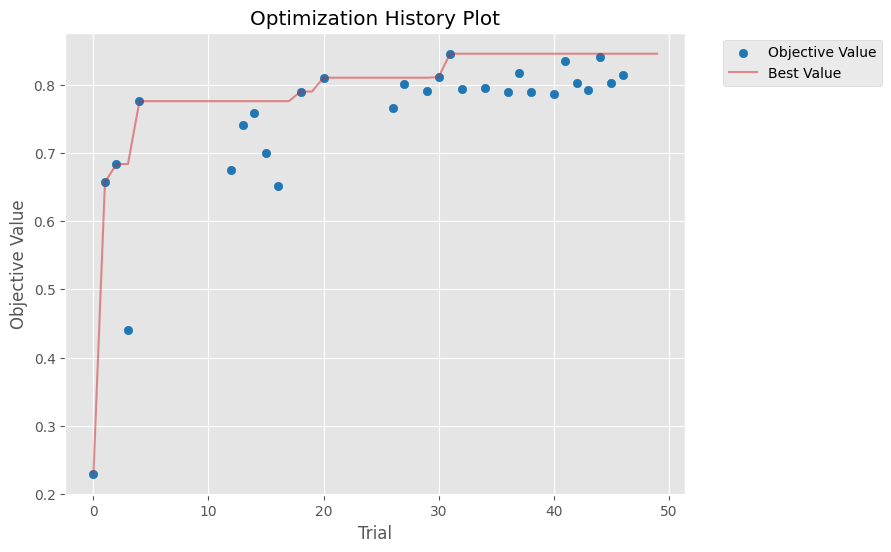 Optimization History Plot
Objective Value
Best Value
Objective Value
0.8
0.7
0.6
0.5
0.4
0.3
0.2
0 10 20 30 40 50
Trial